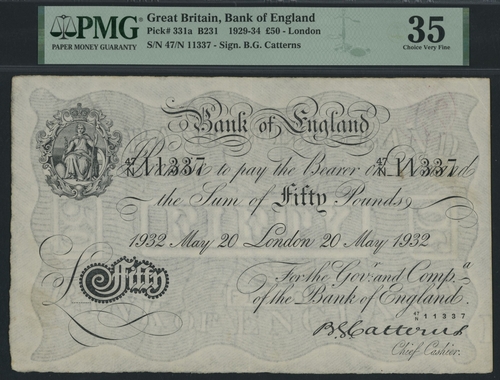 PMG
PAPER MONEY GUARANTY
Great Britain, Bank of England
Pick# 331a B231 1929-34 £50 - London
S/N 47/N 11337 - Sign. B.G. Catterns
35
Choice Very Fine
Bank of England
47/N 11337 47/N 11337
Promise to pay the Bearer on Demand
the Sum of Fifty Pounds
1932 May 20 London 20 May 1932
For the Gov.r and Comp.a
of the Bank of England.
£ Fifty
47/N 11337
B.G. Catterns
Chief Cashier.